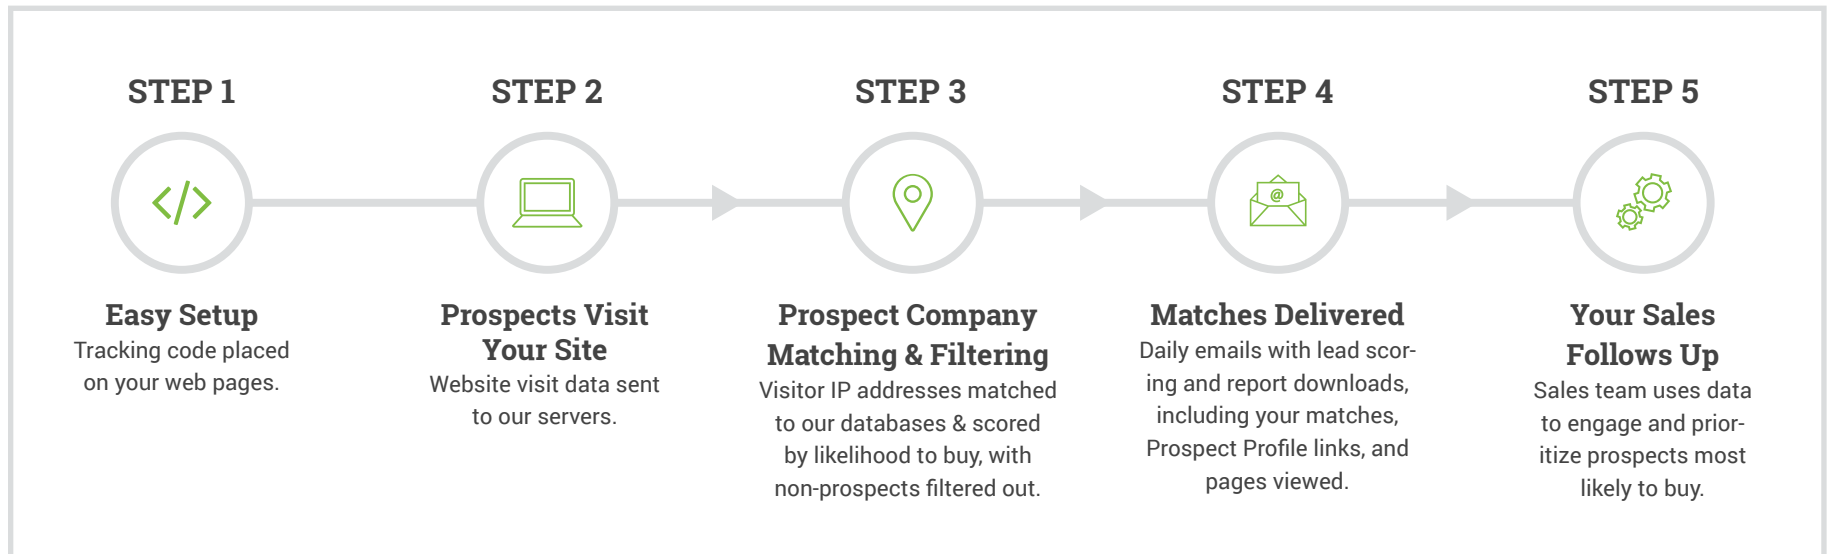 STEP 1
</>
Easy Setup
Tracking code placed
on your web pages.
STEP 2
Prospects Visit
Your Site
Website visit data sent
to our servers.
STEP 3
Prospect Company
Matching & Filtering
Visitor IP addresses matched
to our databases & scored
by likelihood to buy, with
non-prospects filtered out.
STEP 4
@
Matches Delivered
Daily emails with lead scor-
ing and report downloads,
including your matches,
Prospect Profile links, and
pages viewed.
STEP 5
Your Sales
Follows Up
Sales team uses data
to engage and prior-
itize prospects most
likely to buy.